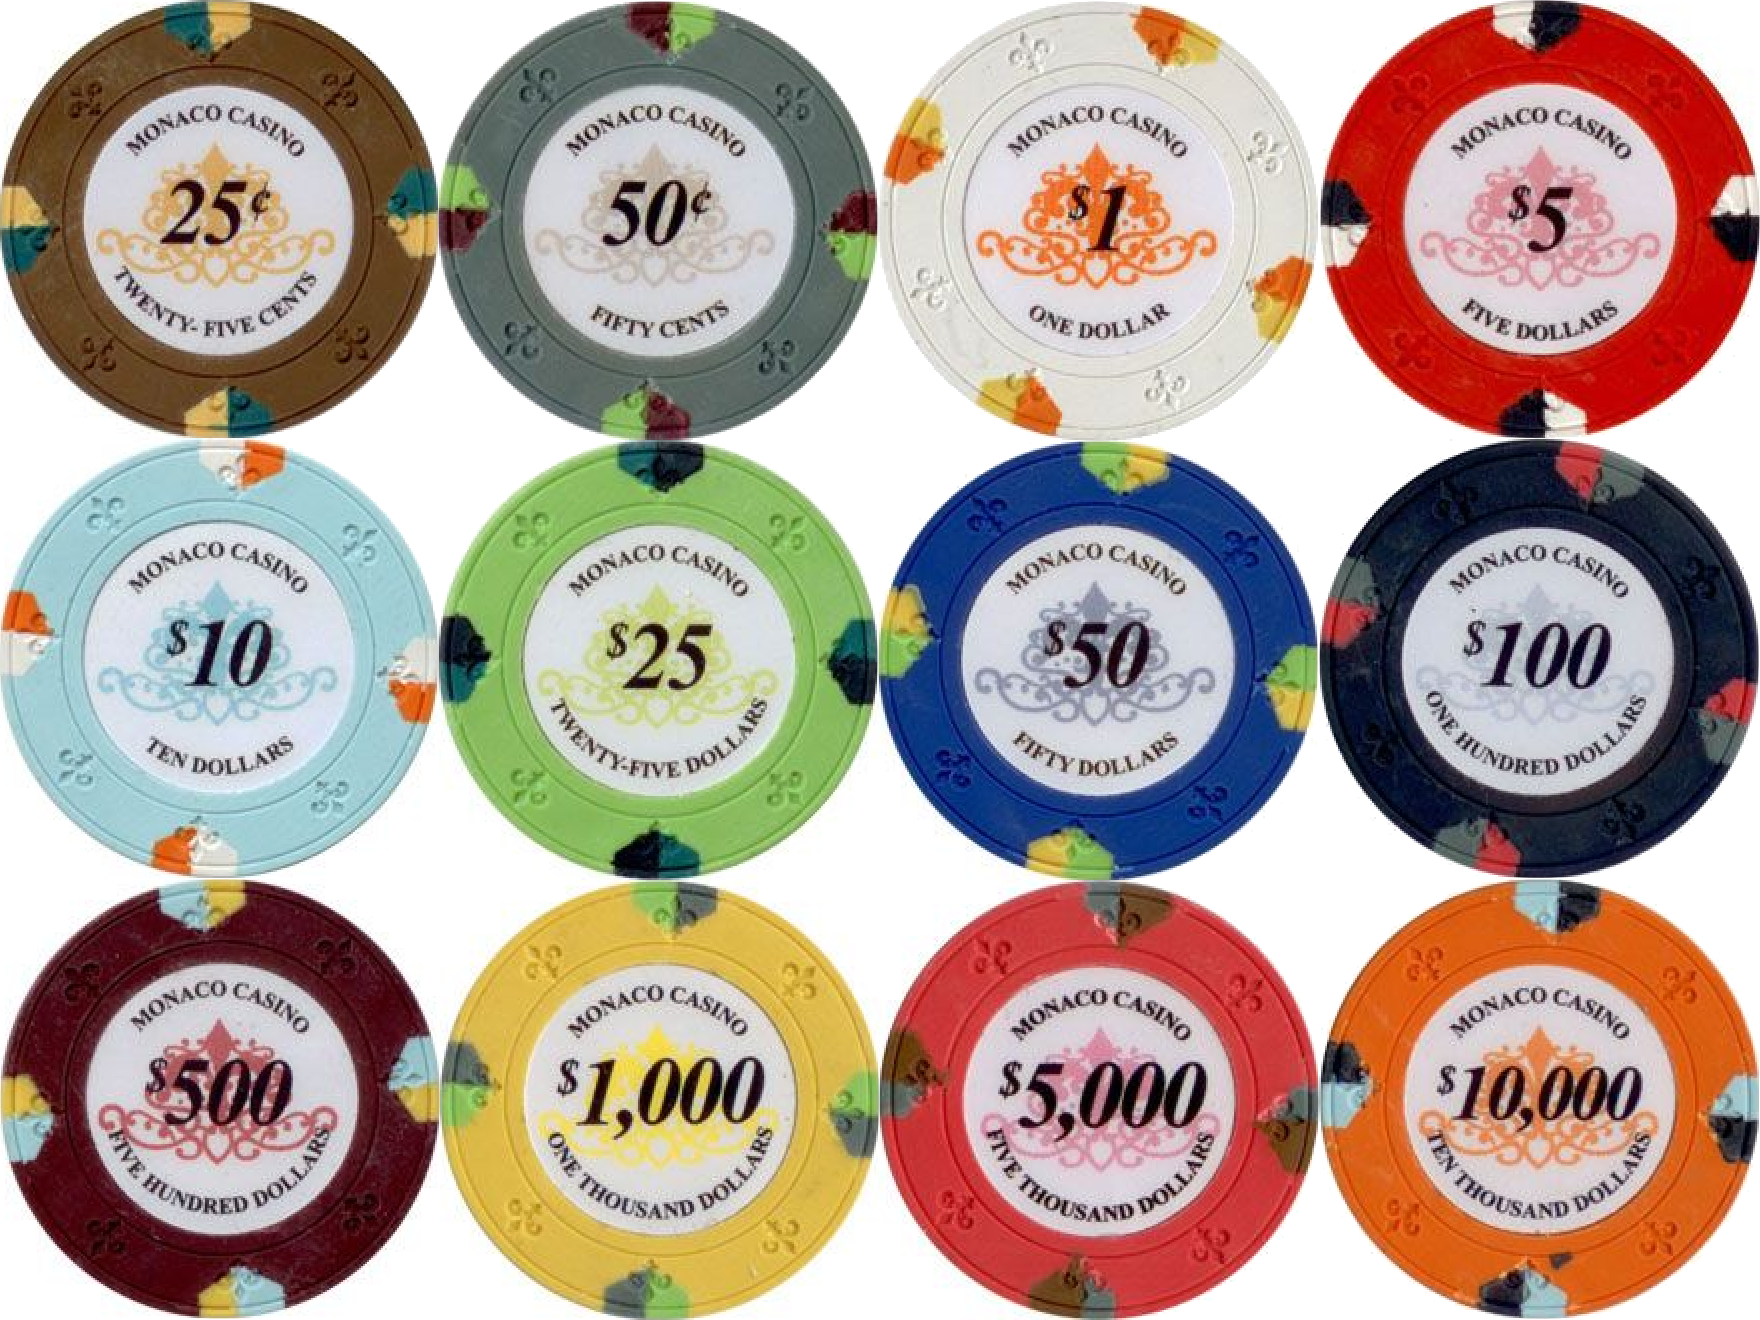 MONACO CASINO
25¢
TWENTY- FIVE CENTS
MONACO CASINO
50¢
FIFTY CENTS
MONACO CASINO
$1
ONE DOLLAR
MONACO CASINO
$5
FIVE DOLLARS
MONACO CASINO
$10
TEN DOLLARS
MONACO CASINO
$25
TWENTY-FIVE DOLLARS
MONACO CASINO
$50
FIFTY DOLLARS
MONACO CASINO
$100
ONE HUNDRED DOLLARS
MONACO CASINO
$500
FIVE HUNDRED DOLLARS
MONACO CASINO
$1,000
ONE THOUSAND DOLLARS
MONACO CASINO
$5,000
FIVE THOUSAND DOLLARS
MONACO CASINO
$10,000
TEN THOUSAND DOLLARS